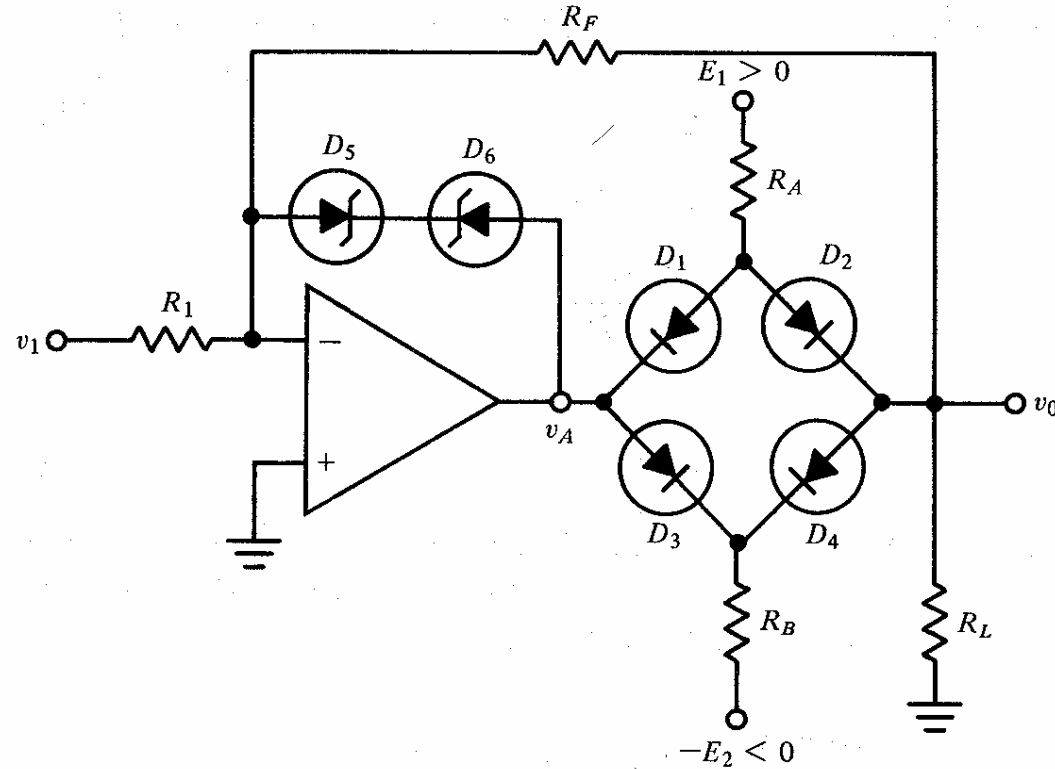 R_F
E_1 > 0
D_5
D_6
R_A
D_1
D_2
R_1
v_1
−
v_A
v_0
+
D_3
D_4
R_B
R_L
−E_2 < 0